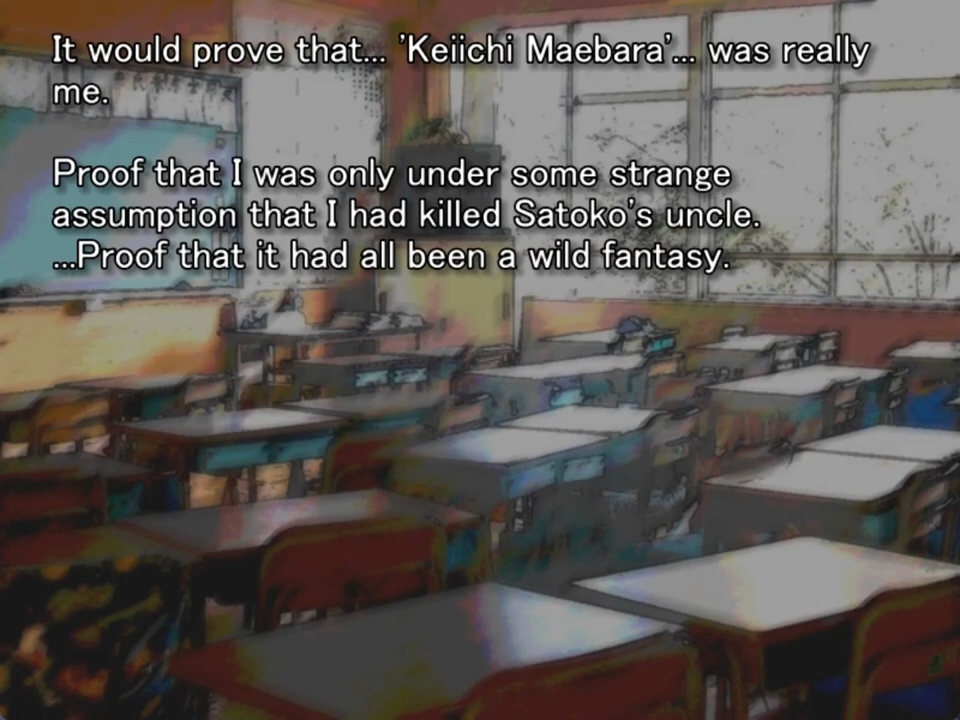 It would prove that... 'Keiichi Maebara'... was really
me.
Proof that I was only under some strange
assumption that I had killed Satoko's uncle.
...Proof that it had all been a wild fantasy.